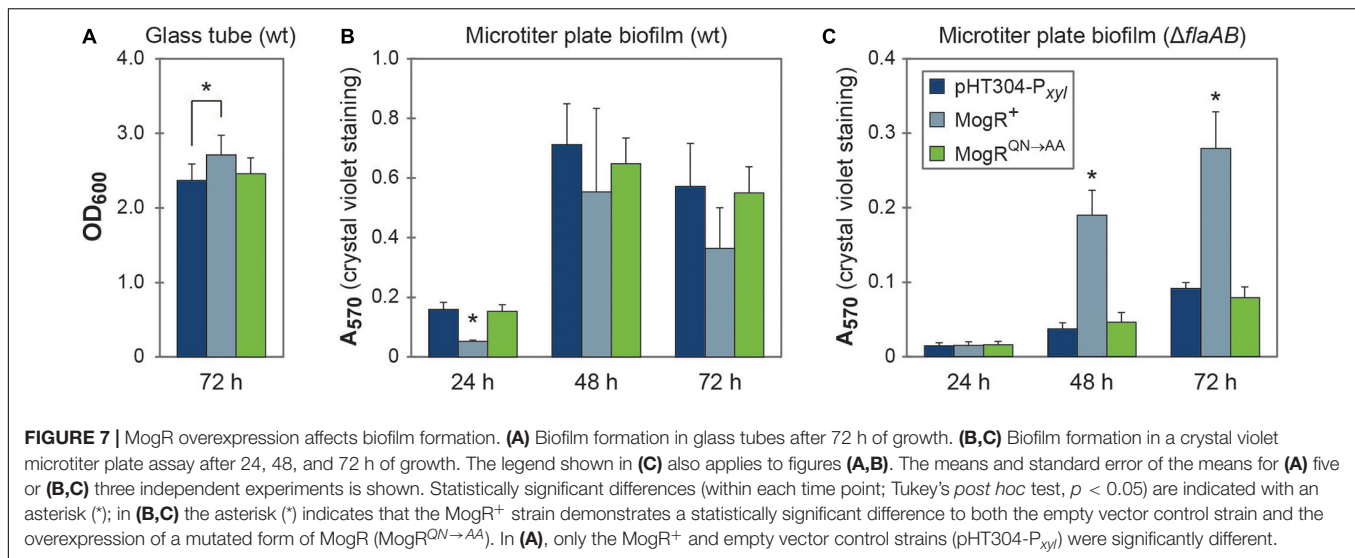 A Glass tube (wt)
4.0
3.0
2.0
1.0
0
OD600
*
72 h
B Microtiter plate biofilm (wt)
1.0
0.8
0.6
0.4
0.2
0
A570 (crystal violet staining)
*
24 h 48 h 72 h
C Microtiter plate biofilm (ΔflaAB)
0.4
0.3
0.2
0.1
0
A570 (crystal violet staining)
pHT304-Pxyl
MogR+
MogRQN→AA
*
*
24 h 48 h 72 h
FIGURE 7 | MogR overexpression affects biofilm formation. (A) Biofilm formation in glass tubes after 72 h of growth. (B,C) Biofilm formation in a crystal violet
microtiter plate assay after 24, 48, and 72 h of growth. The legend shown in (C) also applies to figures (A,B). The means and standard error of the means for (A) five
or (B,C) three independent experiments is shown. Statistically significant differences (within each time point; Tukey's post hoc test, p < 0.05) are indicated with an
asterisk (*); in (B,C) the asterisk (*) indicates that the MogR+ strain demonstrates a statistically significant difference to both the empty vector control strain and the
overexpression of a mutated form of MogR (MogRQN→AA). In (A), only the MogR+ and empty vector control strains (pHT304-Pxyl) were significantly different.